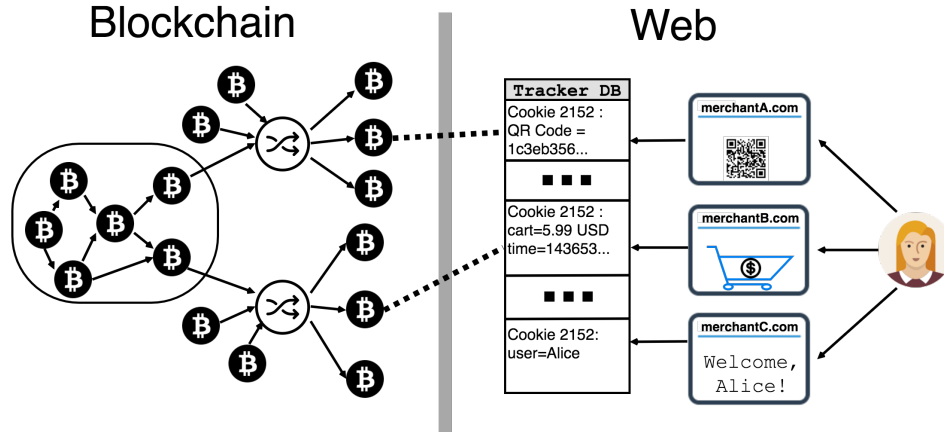 Blockchain
Web
Tracker DB
Cookie 2152 :
QR Code =
1c3eb356...
Cookie 2152 :
cart=5.99 USD
time=143653...
Cookie 2152:
user=Alice
merchantA.com
merchantB.com
merchantC.com
Welcome,
Alice!